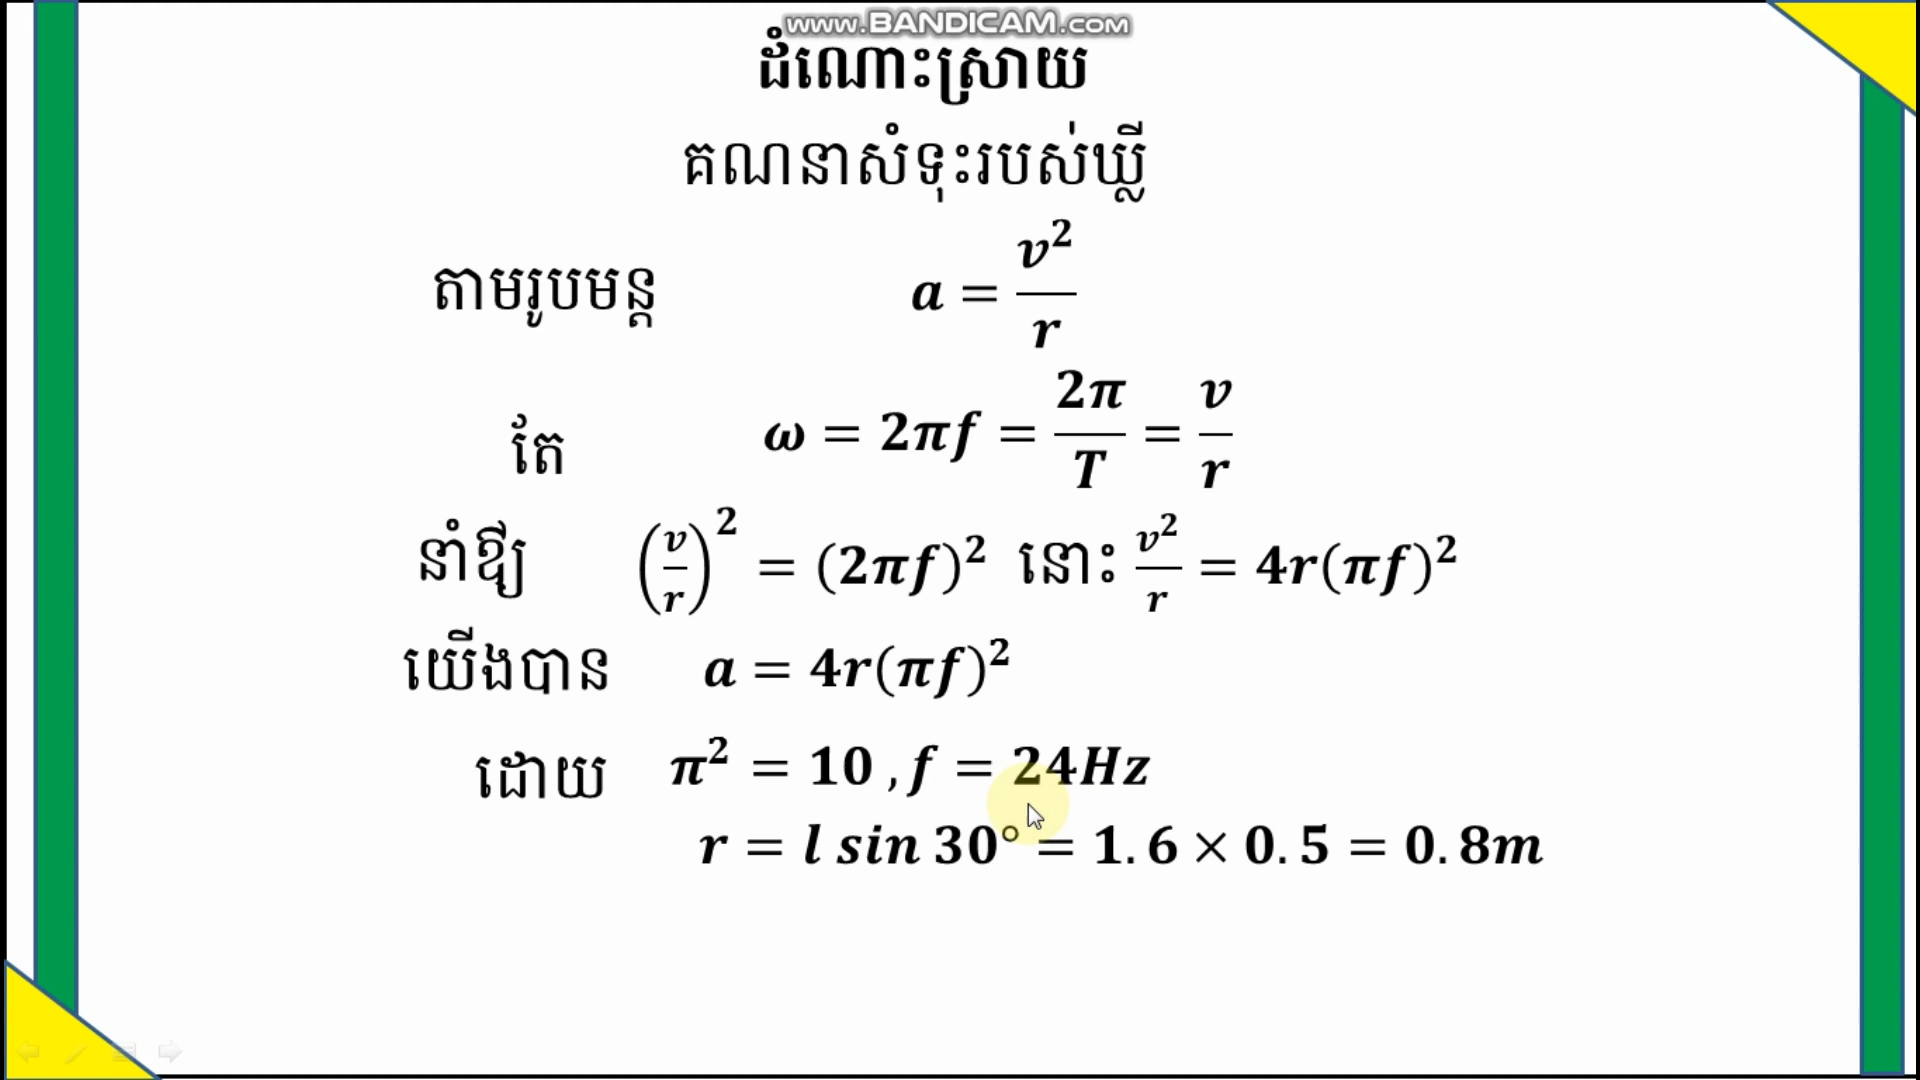 www.BANDICAM.com
ដំណោះស្រាយ
គណនាសំទុះរបស់ឃ្លី
តាមរូបមន្ត a = v²/r
តែ ω = 2πf = 2π/T = v/r
នាំឱ្យ (v/r)² = (2πf)² នោះ v²/r = 4r(πf)²
យើងបាន a = 4r(πf)²
ដោយ π² = 10 , f = 24Hz
r = l sin 30° = 1.6 × 0.5 = 0.8m